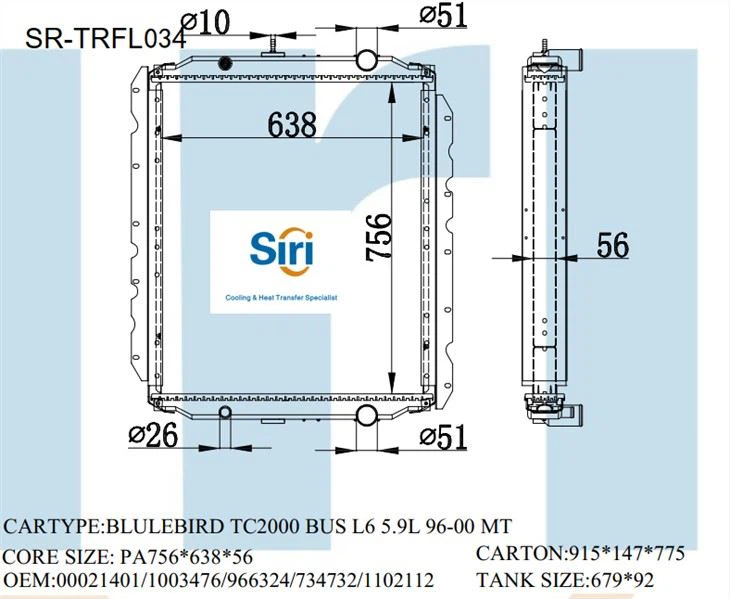 SR-TRFL034
⌀10
⌀51
638
756
56
Siri
Cooling & Heat Transfer Specialist
⌀26
⌀51
CARTYPE:BLULEBIRD TC2000 BUS L6 5.9L 96-00 MT
CORE SIZE: PA756*638*56
CARTON:915*147*775
OEM:00021401/1003476/966324/734732/1102112
TANK SIZE:679*92